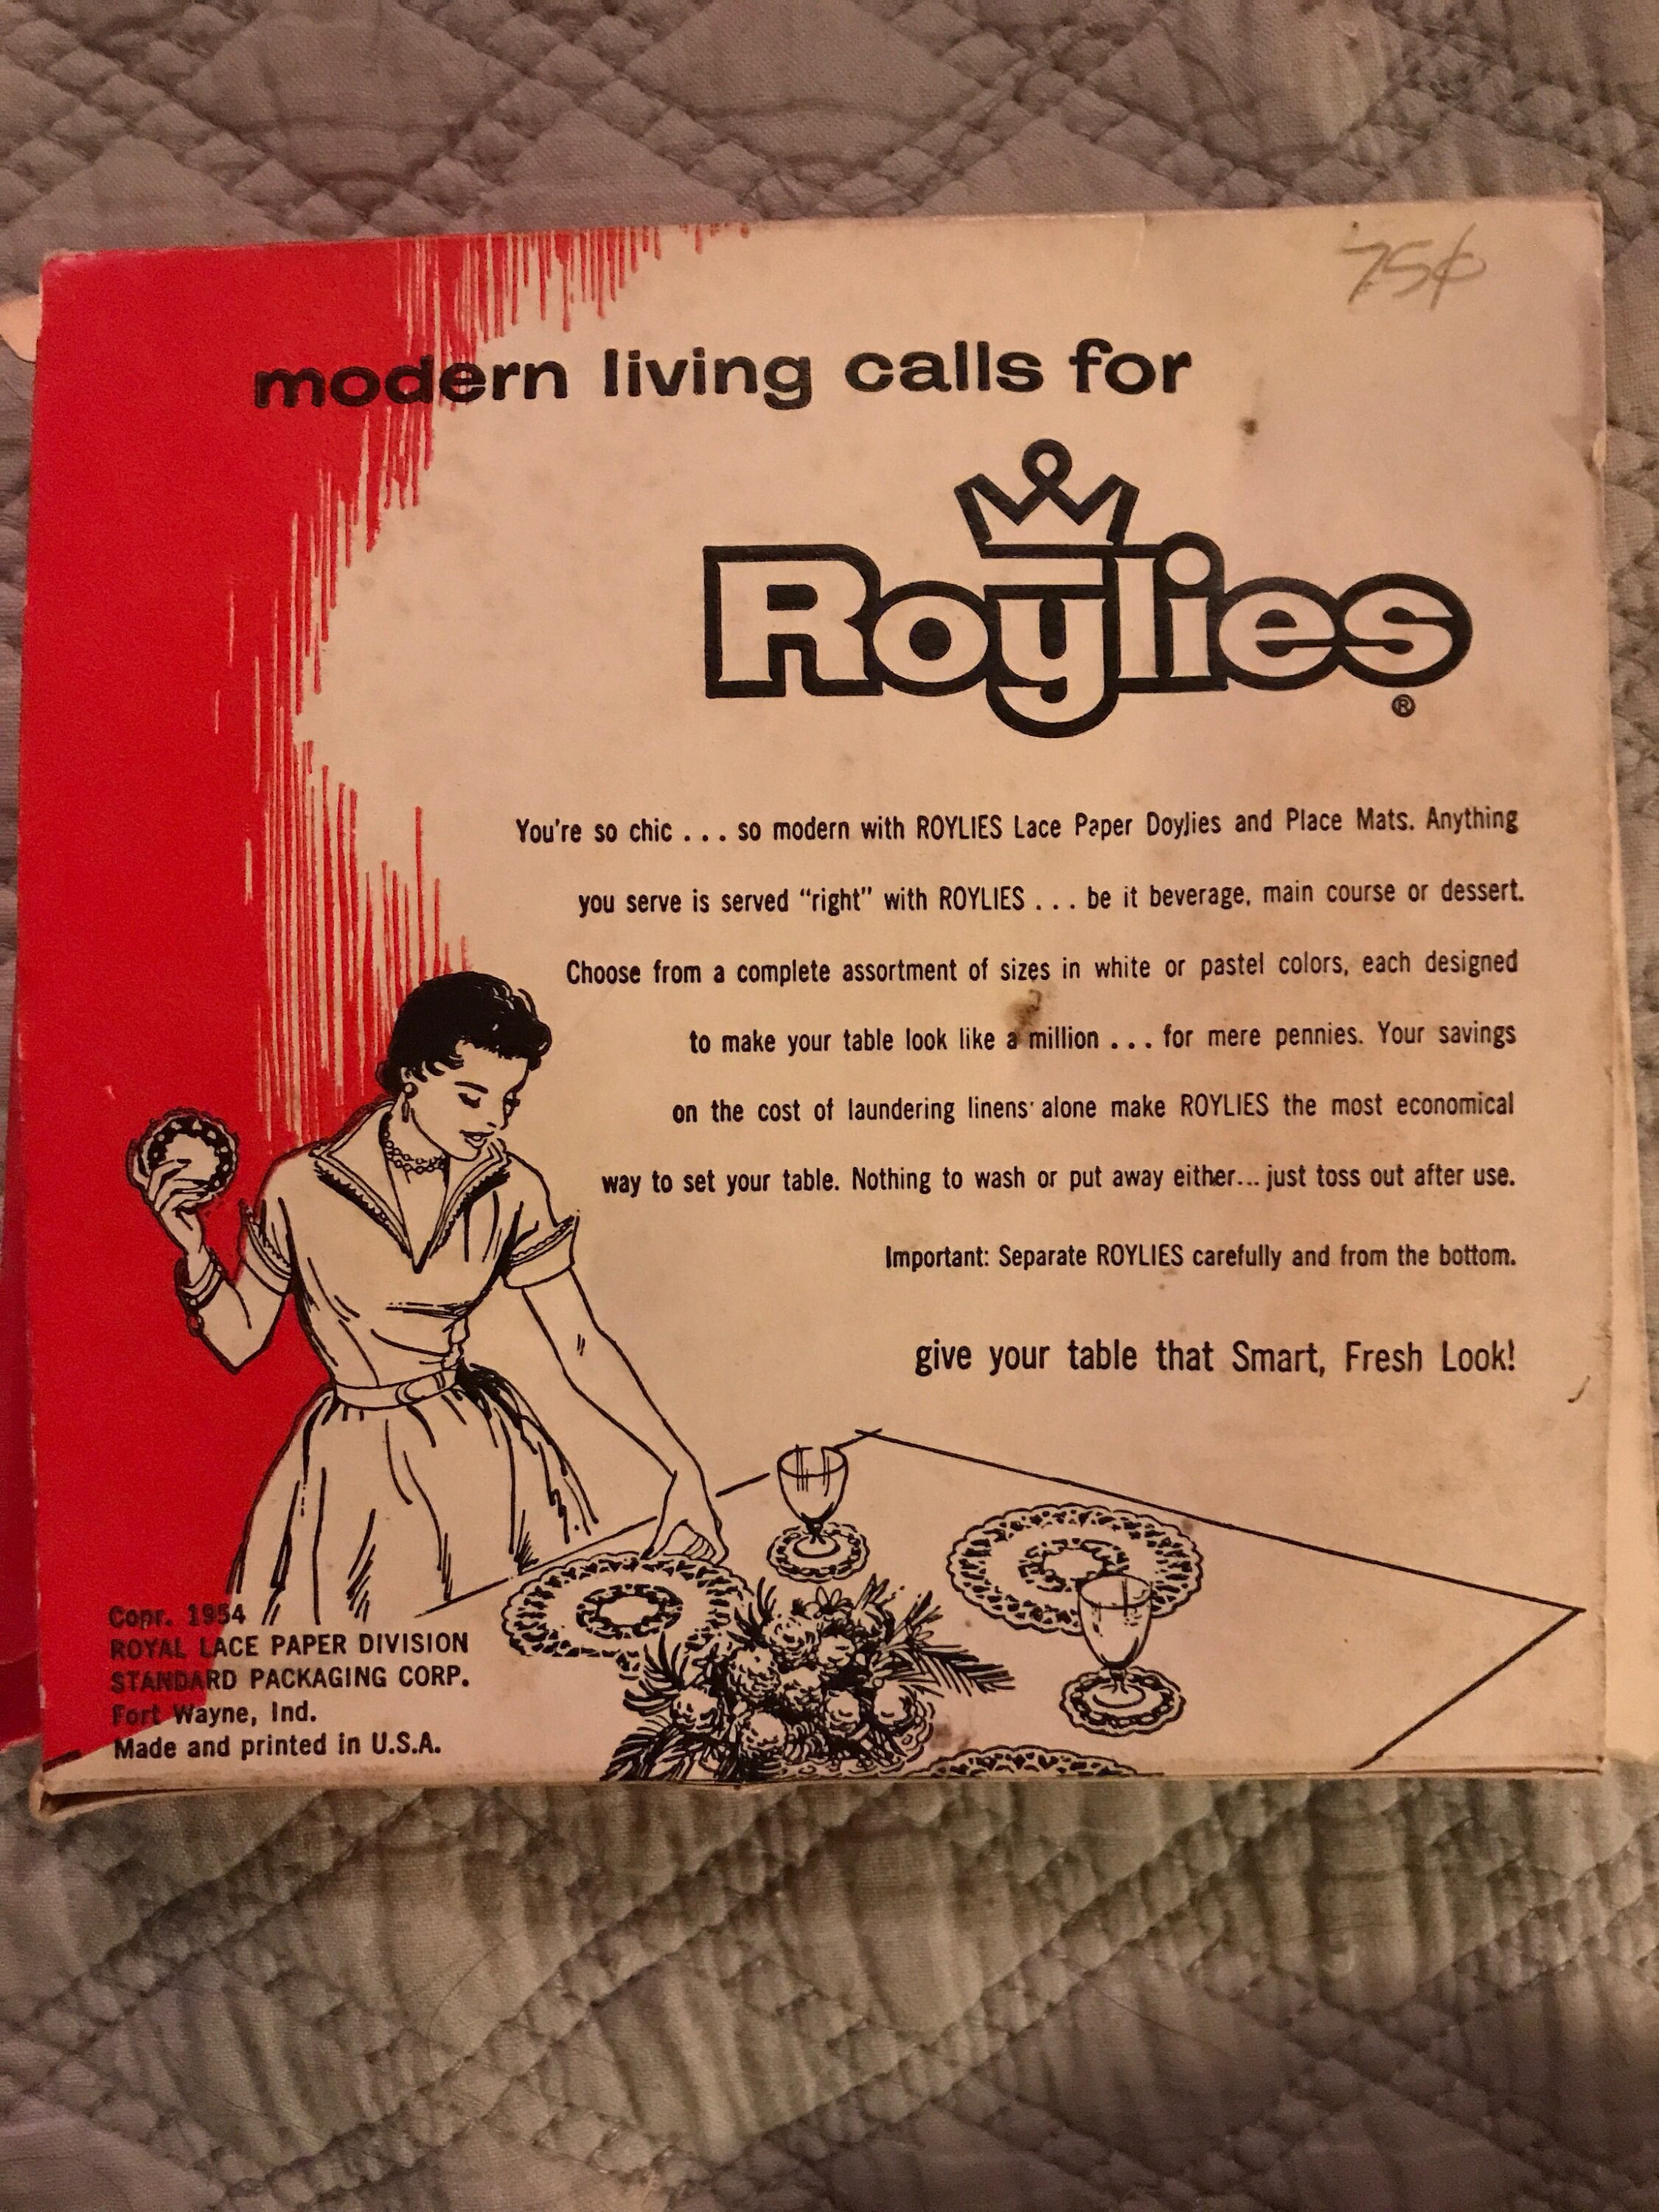 75¢
modern living calls for
Roylies
®
You're so chic . . . so modern with ROYLIES Lace Paper Doylies and Place Mats. Anything
you serve is served “right” with ROYLIES . . . be it beverage, main course or dessert.
Choose from a complete assortment of sizes in white or pastel colors, each designed
to make your table look like a million . . . for mere pennies. Your savings
on the cost of laundering linens alone make ROYLIES the most economical
way to set your table. Nothing to wash or put away either... just toss out after use.
Important: Separate ROYLIES carefully and from the bottom.
give your table that Smart, Fresh Look!
Copr. 1954
ROYAL LACE PAPER DIVISION
STANDARD PACKAGING CORP.
Fort Wayne, Ind.
Made and printed in U.S.A.